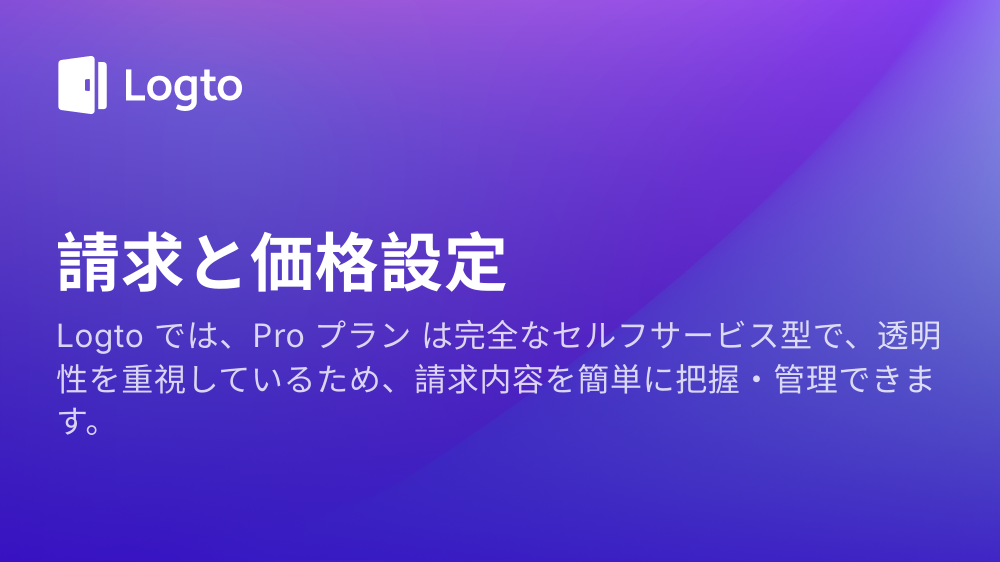 Logto
請求と価格設定
Logto では、Pro プラン は完全なセルフサービス型で、透明
性を重視しているため、請求内容を簡単に把握・管理できま
す。